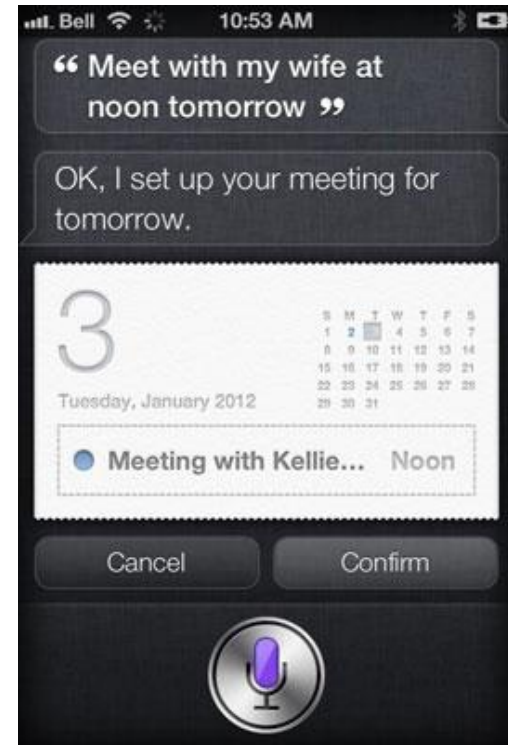 Bell 10:53 AM
“ Meet with my wife at
noon tomorrow ”
OK, I set up your meeting for
tomorrow.
3
Tuesday, January 2012
S M T W T F S
1 2 3 4 5 6 7
8 9 10 11 12 13 14
15 16 17 18 19 20 21
22 23 24 25 26 27 28
29 30 31
Meeting with Kellie... Noon
Cancel Confirm